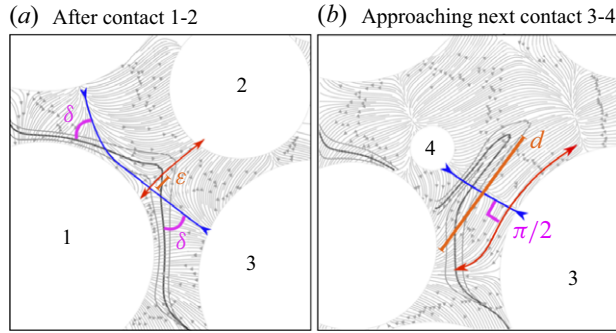 (a) After contact 1-2
(b) Approaching next contact 3-4
2
δ
ε
1
δ
3
4
d
π/2
3